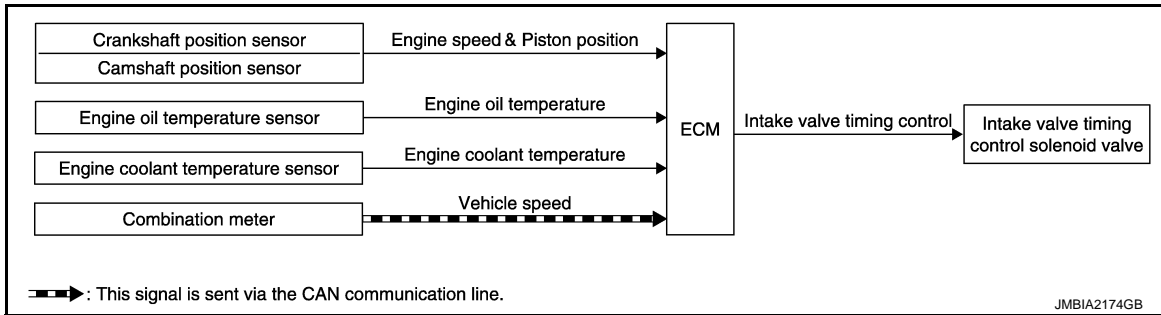 Crankshaft position sensor
Camshaft position sensor
Engine speed & Piston position
Engine oil temperature sensor
Engine oil temperature
Engine coolant temperature sensor
Engine coolant temperature
Combination meter
Vehicle speed
ECM
Intake valve timing control
Intake valve timing
control solenoid valve
: This signal is sent via the CAN communication line.
JMBIA2174GB